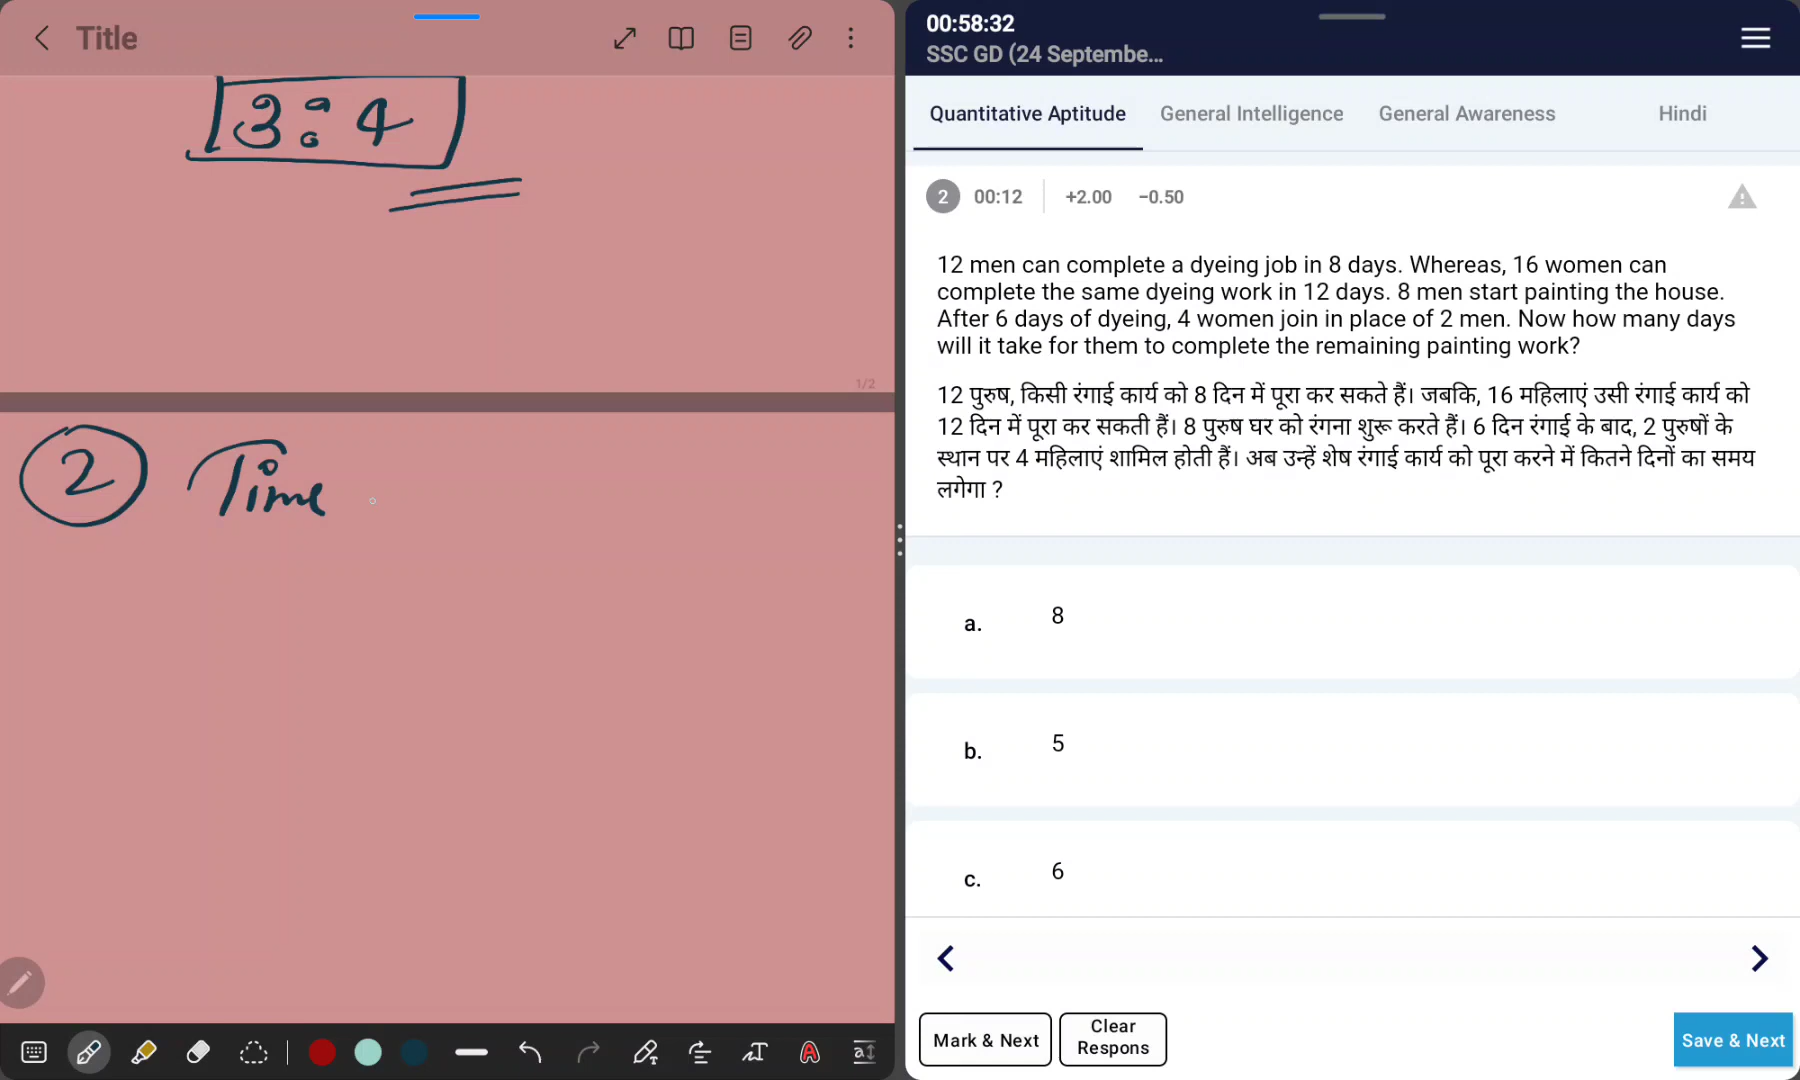 Title
3 : 4
1/2
2 Time
00:58:32
SSC GD (24 Septembe...
Quantitative Aptitude General Intelligence General Awareness Hindi
2 00:12 +2.00 −0.50
12 men can complete a dyeing job in 8 days. Whereas, 16 women can
complete the same dyeing work in 12 days. 8 men start painting the house.
After 6 days of dyeing, 4 women join in place of 2 men. Now how many days
will it take for them to complete the remaining painting work?
12 पुरुष, किसी रंगाई कार्य को 8 दिन में पूरा कर सकते हैं। जबकि, 16 महिलाएं उसी रंगाई कार्य को
12 दिन में पूरा कर सकती हैं। 8 पुरुष घर को रंगना शुरू करते हैं। 6 दिन रंगाई के बाद, 2 पुरुषों के
स्थान पर 4 महिलाएं शामिल होती हैं। अब उन्हें शेष रंगाई कार्य को पूरा करने में कितने दिनों का समय
लगेगा ?
a. 8
b. 5
c. 6
Mark & Next
Clear
Respons
Save & Next